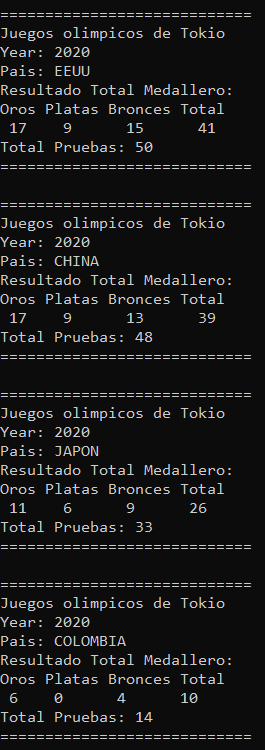 ============================
Juegos olimpicos de Tokio
Year: 2020
Pais: EEUU
Resultado Total Medallero:
Oros Platas Bronces Total
 17    9      15      41
Total Pruebas: 50
============================

============================
Juegos olimpicos de Tokio
Year: 2020
Pais: CHINA
Resultado Total Medallero:
Oros Platas Bronces Total
 17    9      13      39
Total Pruebas: 48
============================

============================
Juegos olimpicos de Tokio
Year: 2020
Pais: JAPON
Resultado Total Medallero:
Oros Platas Bronces Total
 11    6      9      26
Total Pruebas: 33
============================

============================
Juegos olimpicos de Tokio
Year: 2020
Pais: COLOMBIA
Resultado Total Medallero:
Oros Platas Bronces Total
 6    0      4      10
Total Pruebas: 14
============================